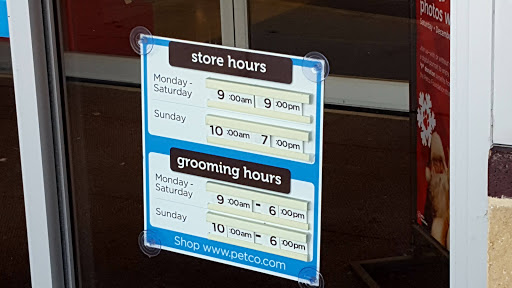 store hours
Monday -
Saturday
9 :00am 9 :00pm
Sunday
10 :00am 7 :00pm
grooming hours
Monday -
Saturday
9 :00am - 6 :00pm
Sunday
10 :00am - 6 :00pm
Shop www.petco.com
photos w